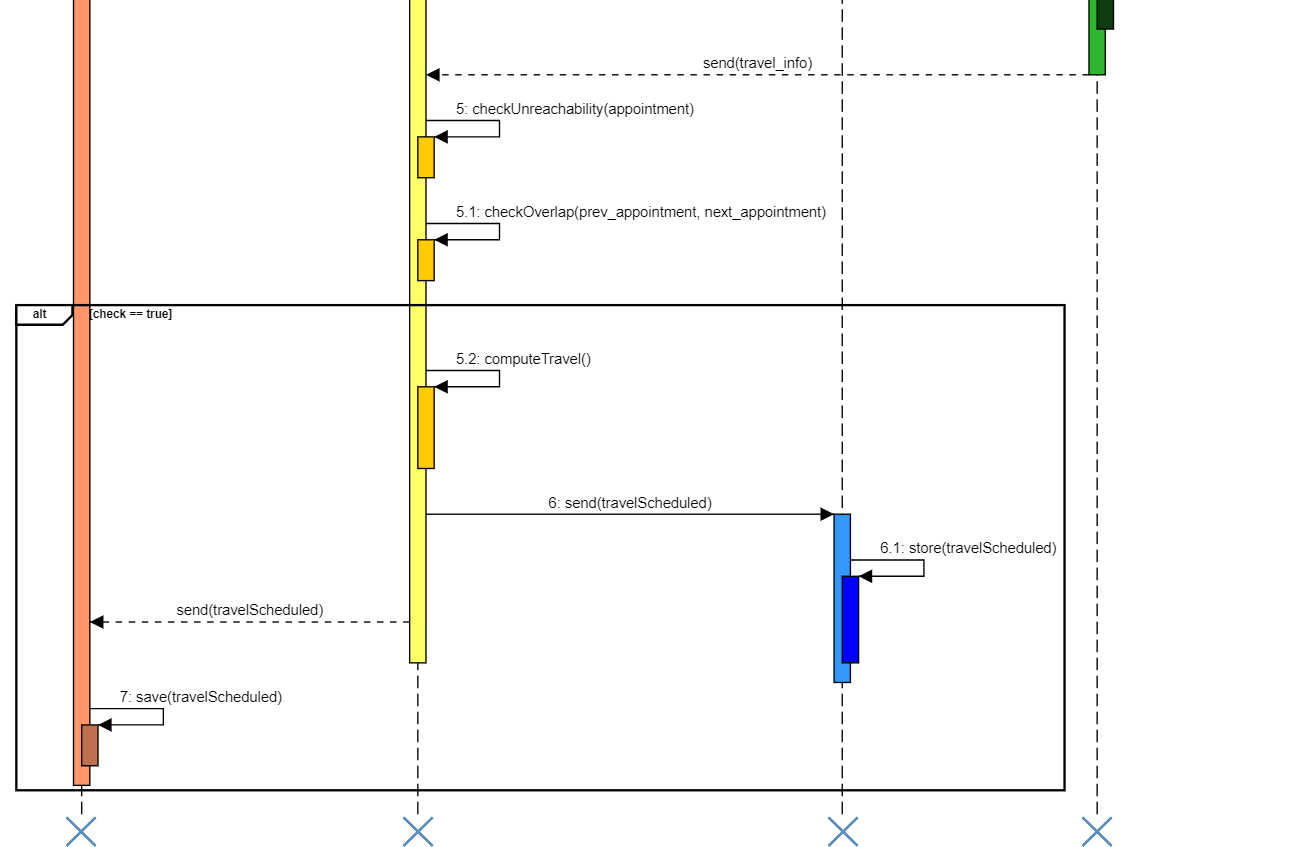 send(travel_info)
5: checkUnreachability(appointment)
5.1: checkOverlap(prev_appointment, next_appointment)
alt
[check == true]
5.2: computeTravel()
6: send(travelScheduled)
6.1: store(travelScheduled)
send(travelScheduled)
7: save(travelScheduled)